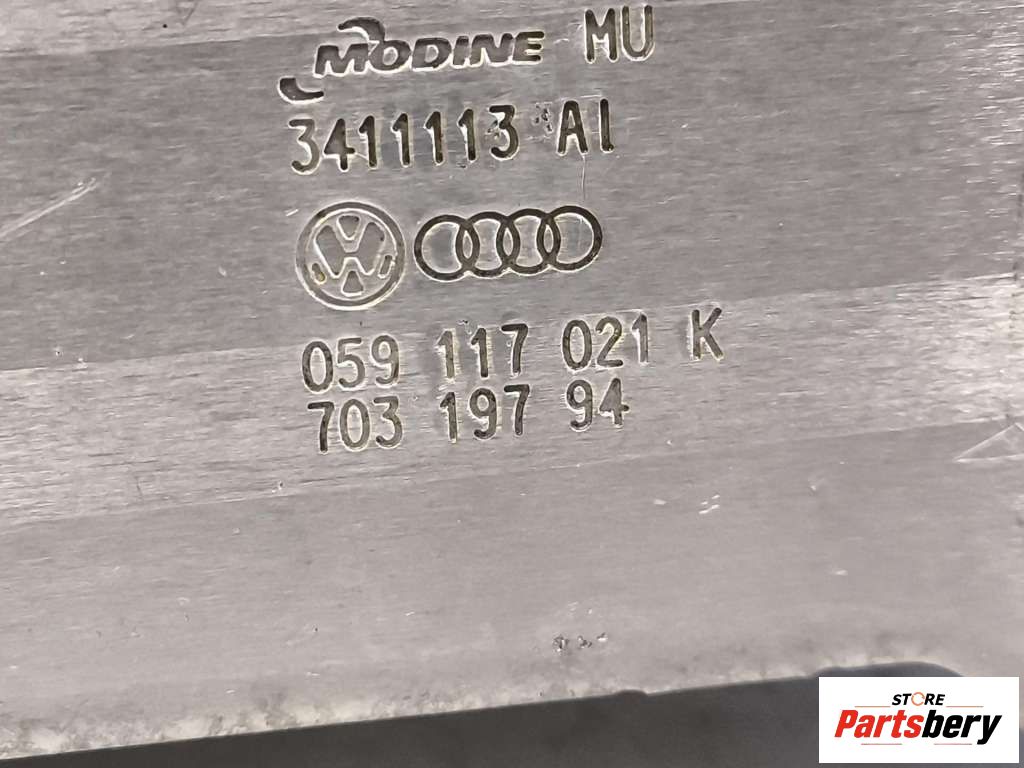 MODINE MU
3411113 AI
059 117 021 K
703 197 94
STORE
Partsbery